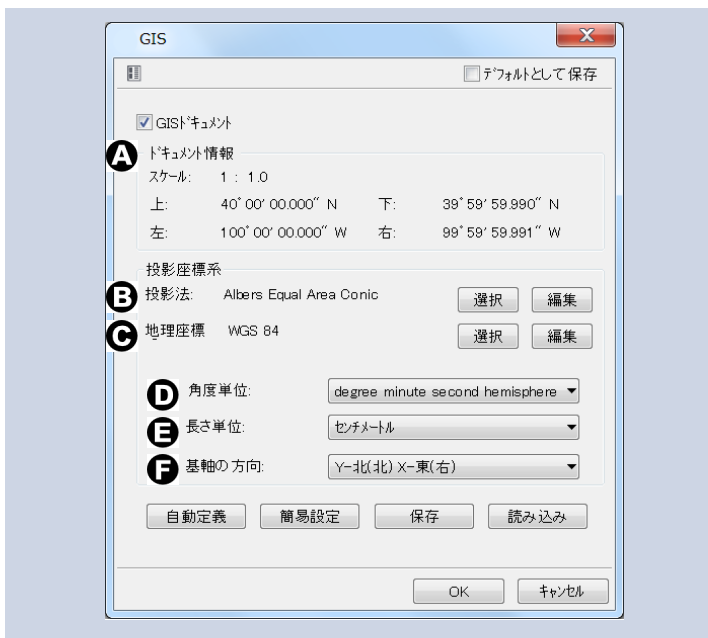 GIS
デフォルトとして保存
GISドキュメント
A ドキュメント情報
スケール: 1 : 1.0
上: 40° 00′ 00.000″ N 下: 39° 59′ 59.990″ N
左: 100° 00′ 00.000″ W 右: 99° 59′ 59.991″ W
投影座標系
B 投影法: Albers Equal Area Conic 選択 編集
C 地理座標 WGS 84 選択 編集
D 角度単位: degree minute second hemisphere
E 長さ単位: センチメートル
F 基軸の方向: Y-北(北) X-東(右)
自動定義 簡易設定 保存 読み込み
OK キャンセル